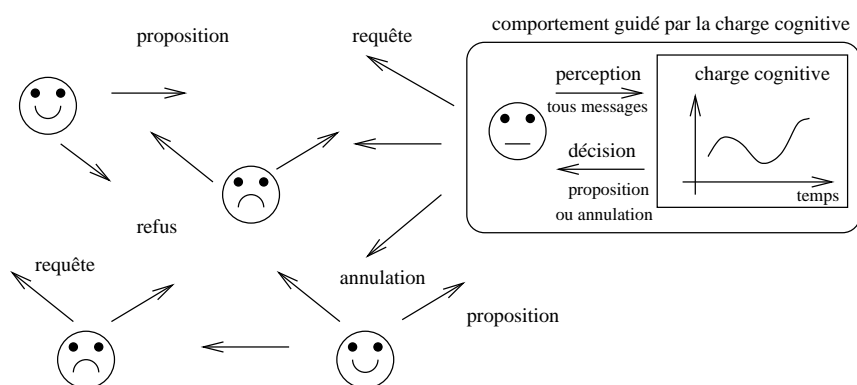 comportement guidé par la charge cognitive
proposition
requête
perception
tous messages
charge cognitive
décision
proposition
ou annulation
temps
refus
requête
annulation
proposition